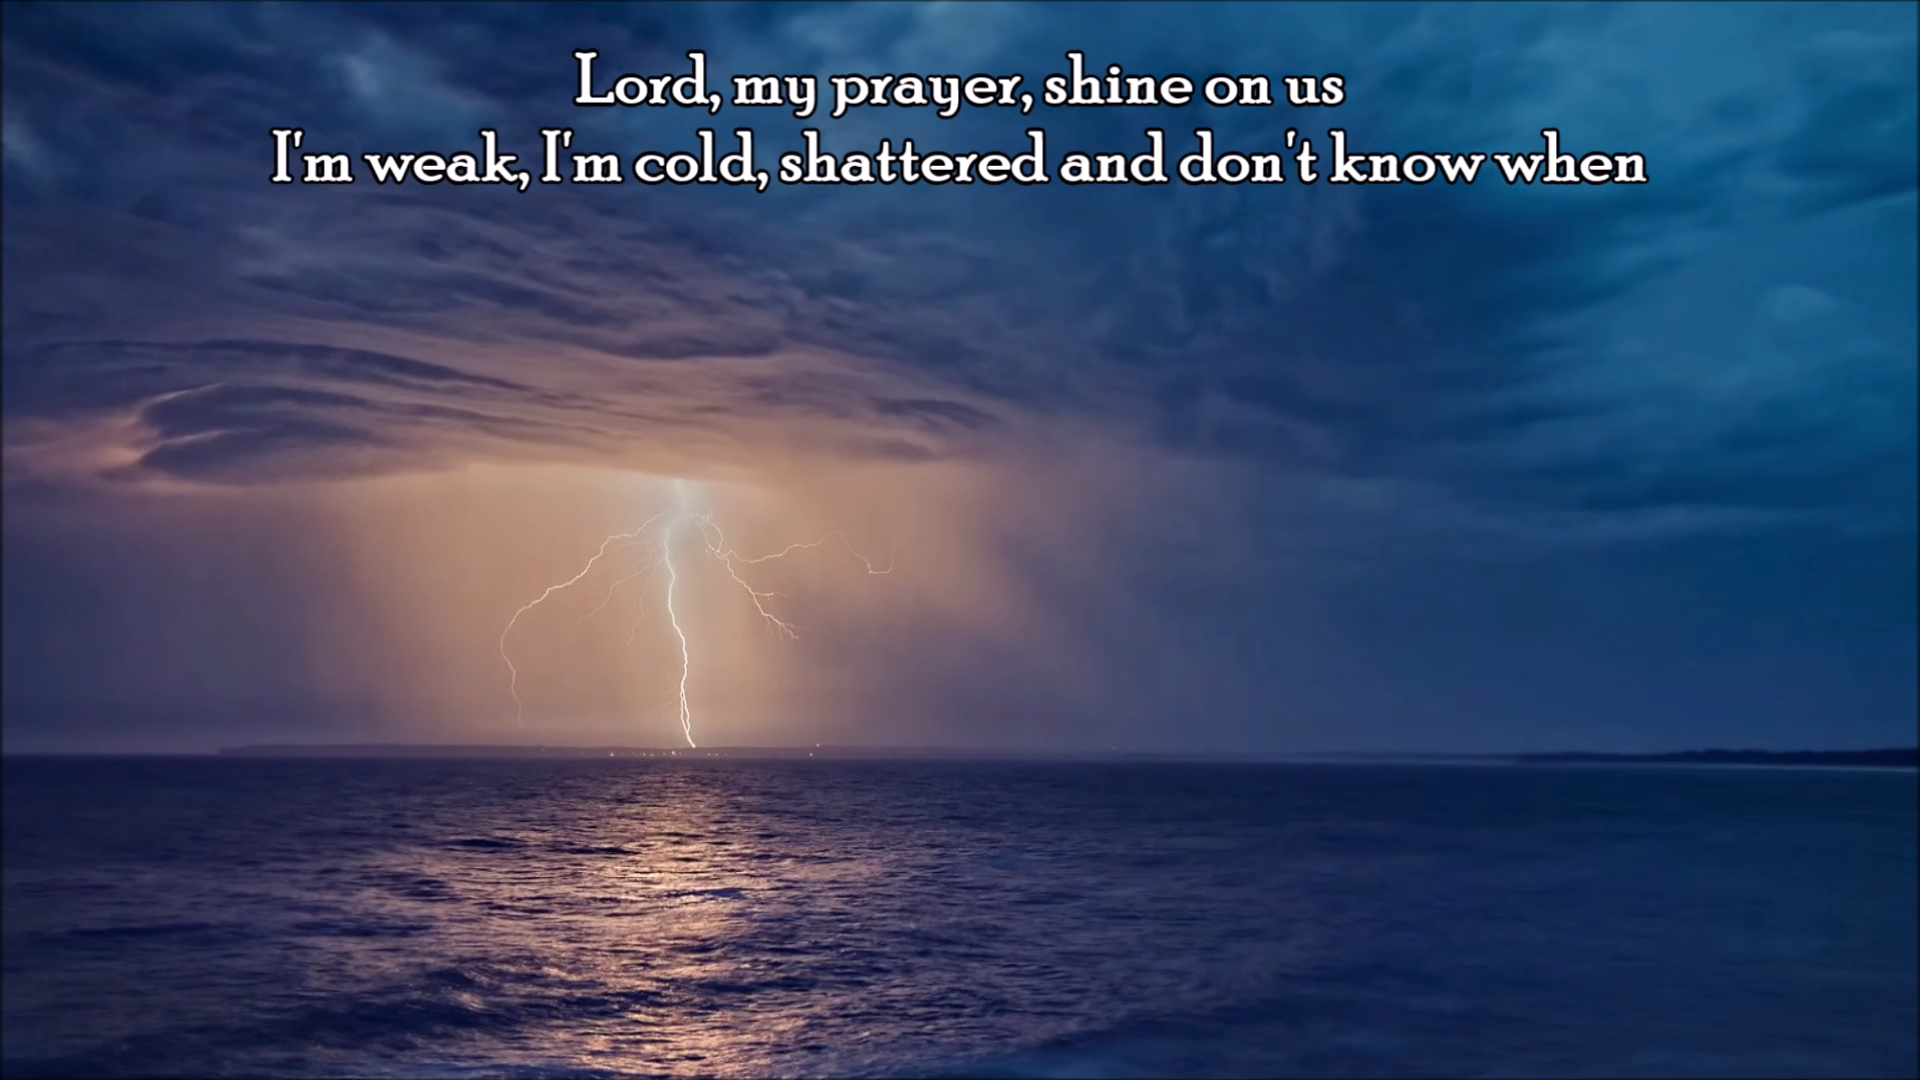 Lord, my prayer, shine on us
I'm weak, I'm cold, shattered and don't know when